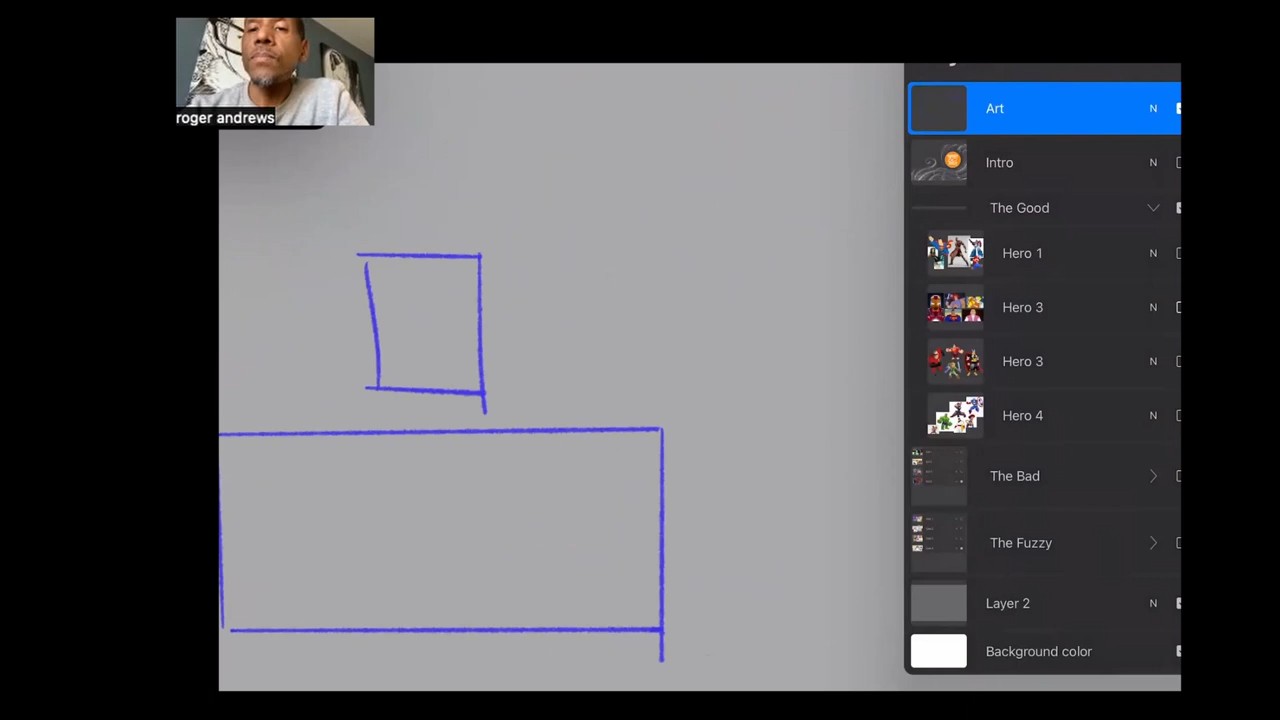 roger andrews
Art N
Intro N
The Good
Hero 1 N
Hero 3 N
Hero 3 N
Hero 4 N
The Bad
The Fuzzy
Layer 2 N
Background color